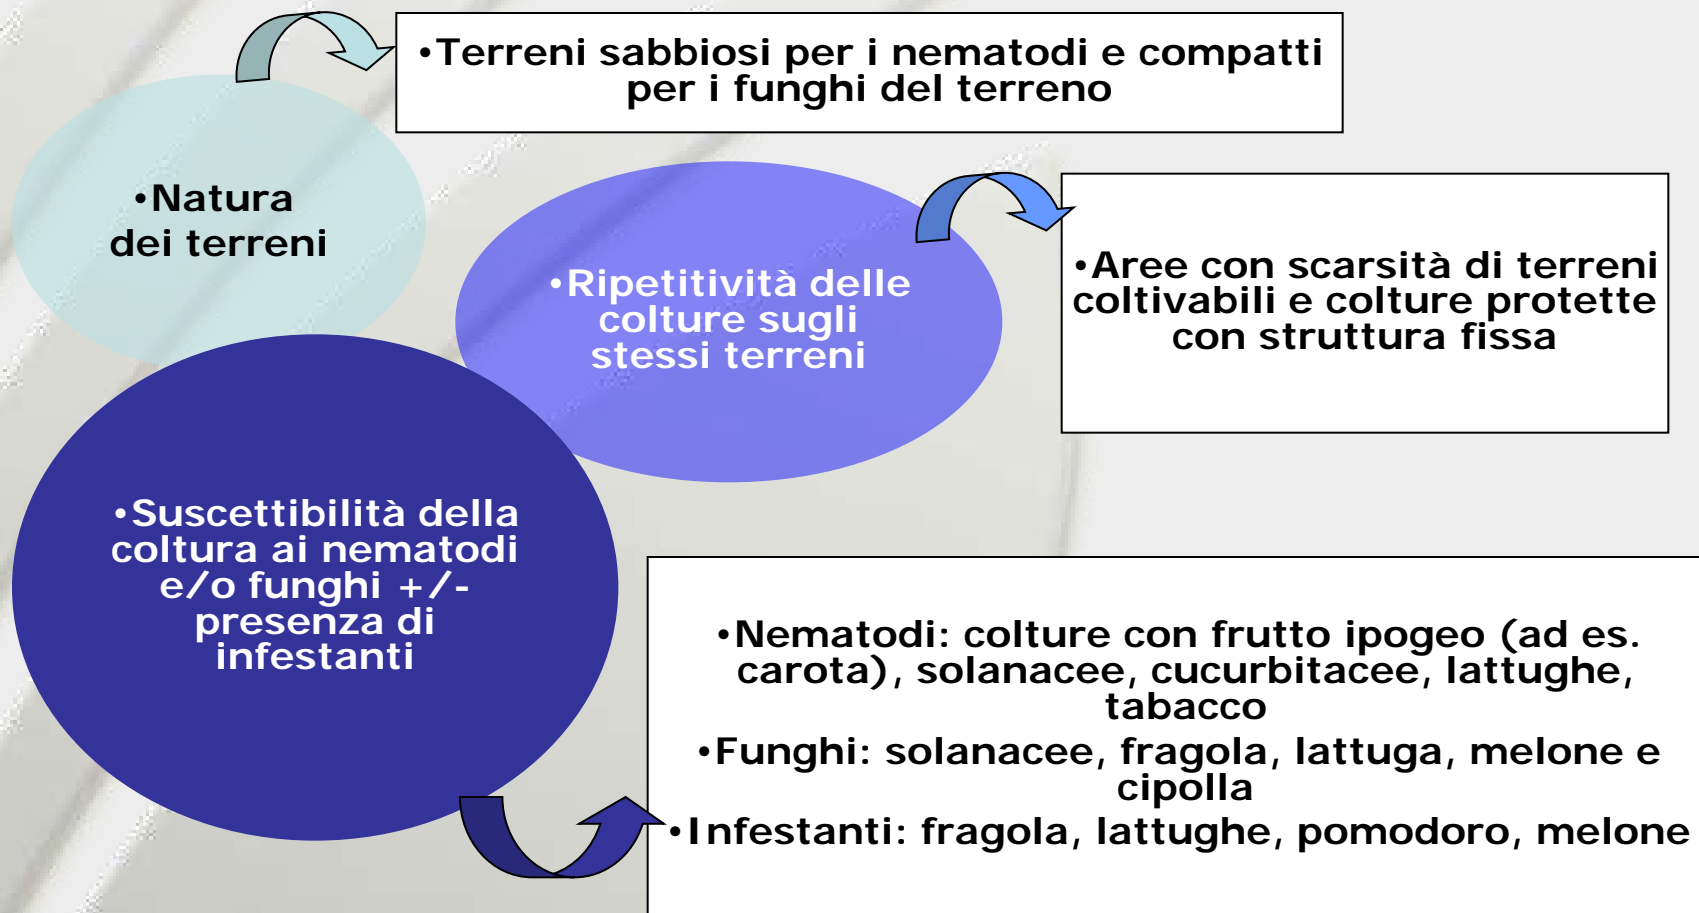 •Terreni sabbiosi per i nematodi e compatti
per i funghi del terreno
•Natura
dei terreni
•Ripetitività delle
colture sugli
stessi terreni
•Aree con scarsità di terreni
coltivabili e colture protette
con struttura fissa
•Suscettibilità della
coltura ai nematodi
e/o funghi +/-
presenza di
infestanti
•Nematodi: colture con frutto ipogeo (ad es.
carota), solanacee, cucurbitacee, lattughe,
tabacco
•Funghi: solanacee, fragola, lattuga, melone e
cipolla
•Infestanti: fragola, lattughe, pomodoro, melone